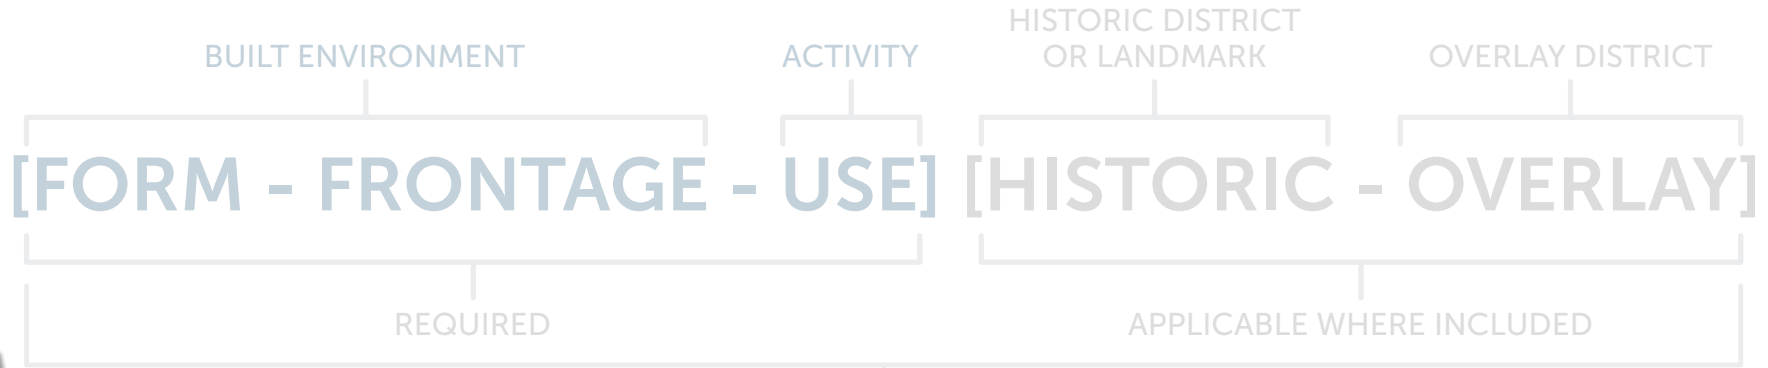 HISTORIC DISTRICT
BUILT ENVIRONMENT ACTIVITY OR LANDMARK OVERLAY DISTRICT
[FORM - FRONTAGE - USE] [HISTORIC - OVERLAY]
REQUIRED APPLICABLE WHERE INCLUDED